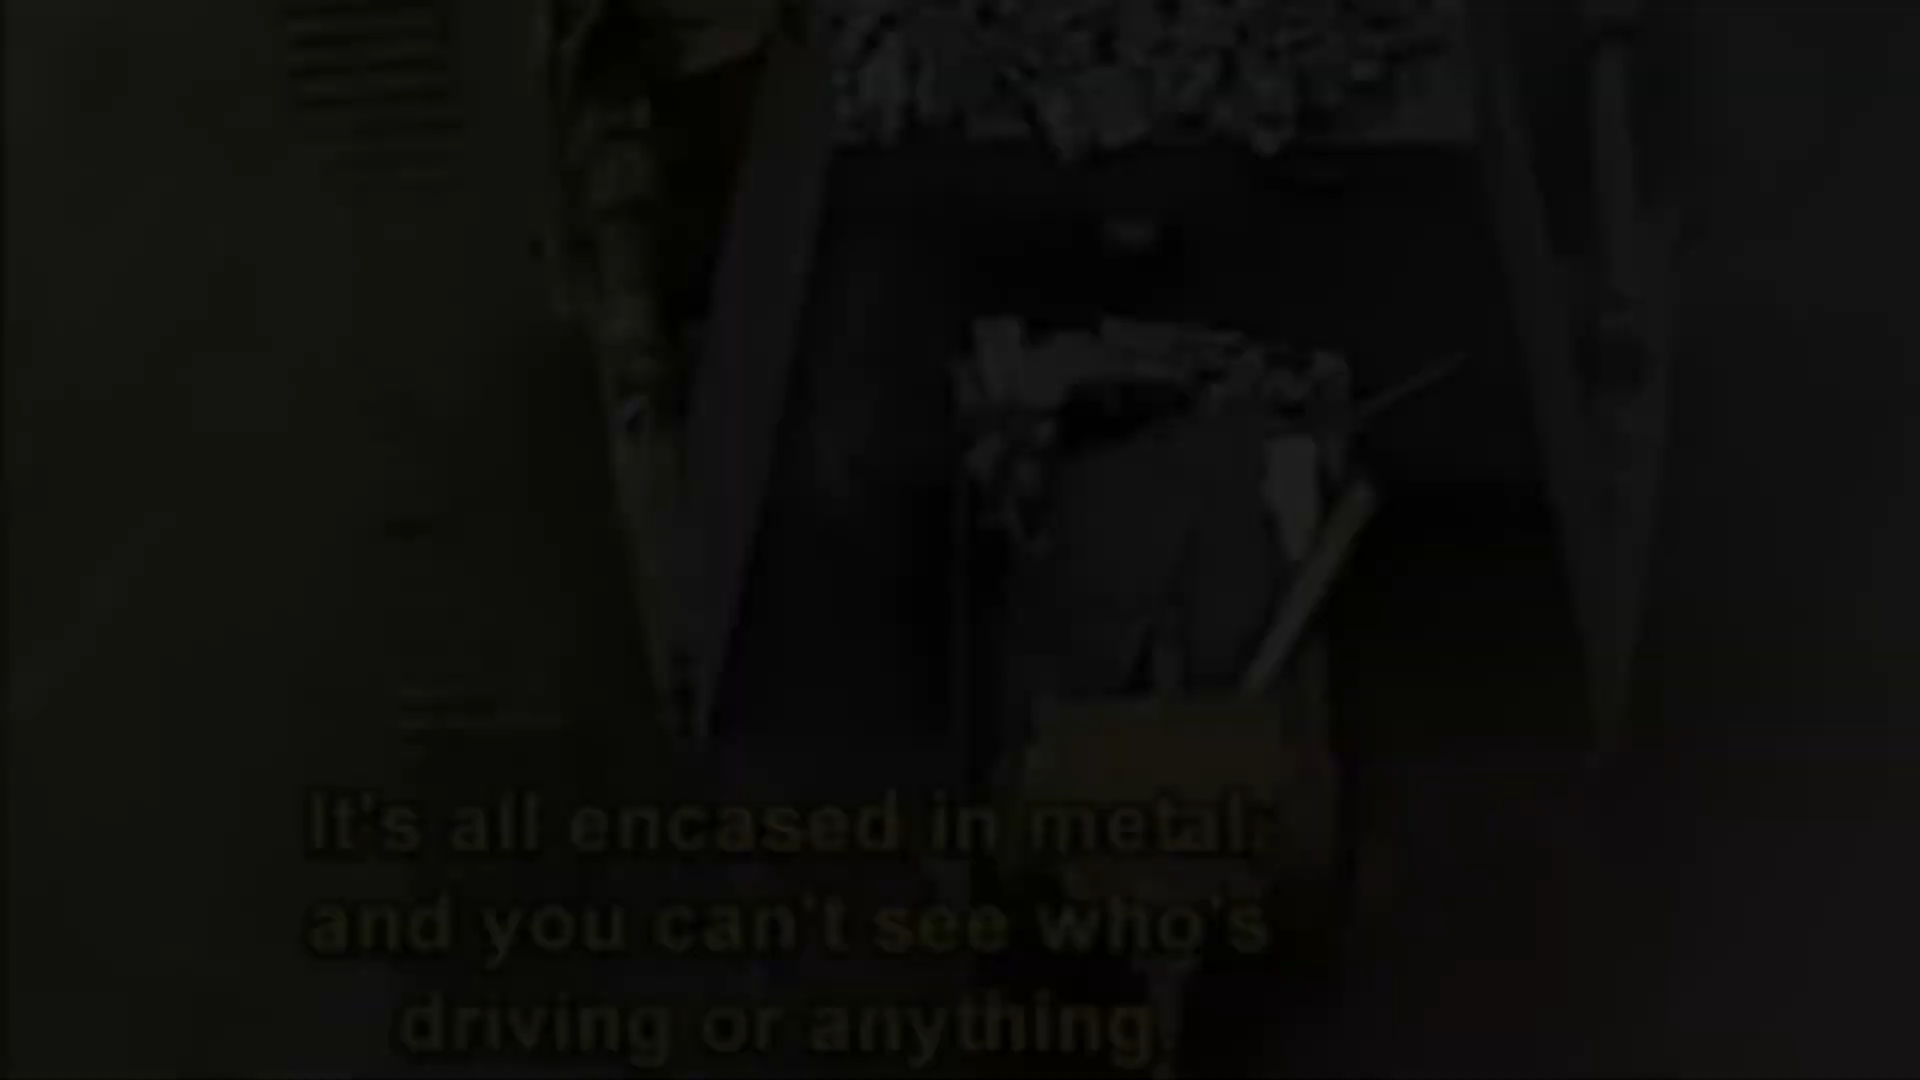 It's all encased in metal,
and you can't see who's
driving or anything.